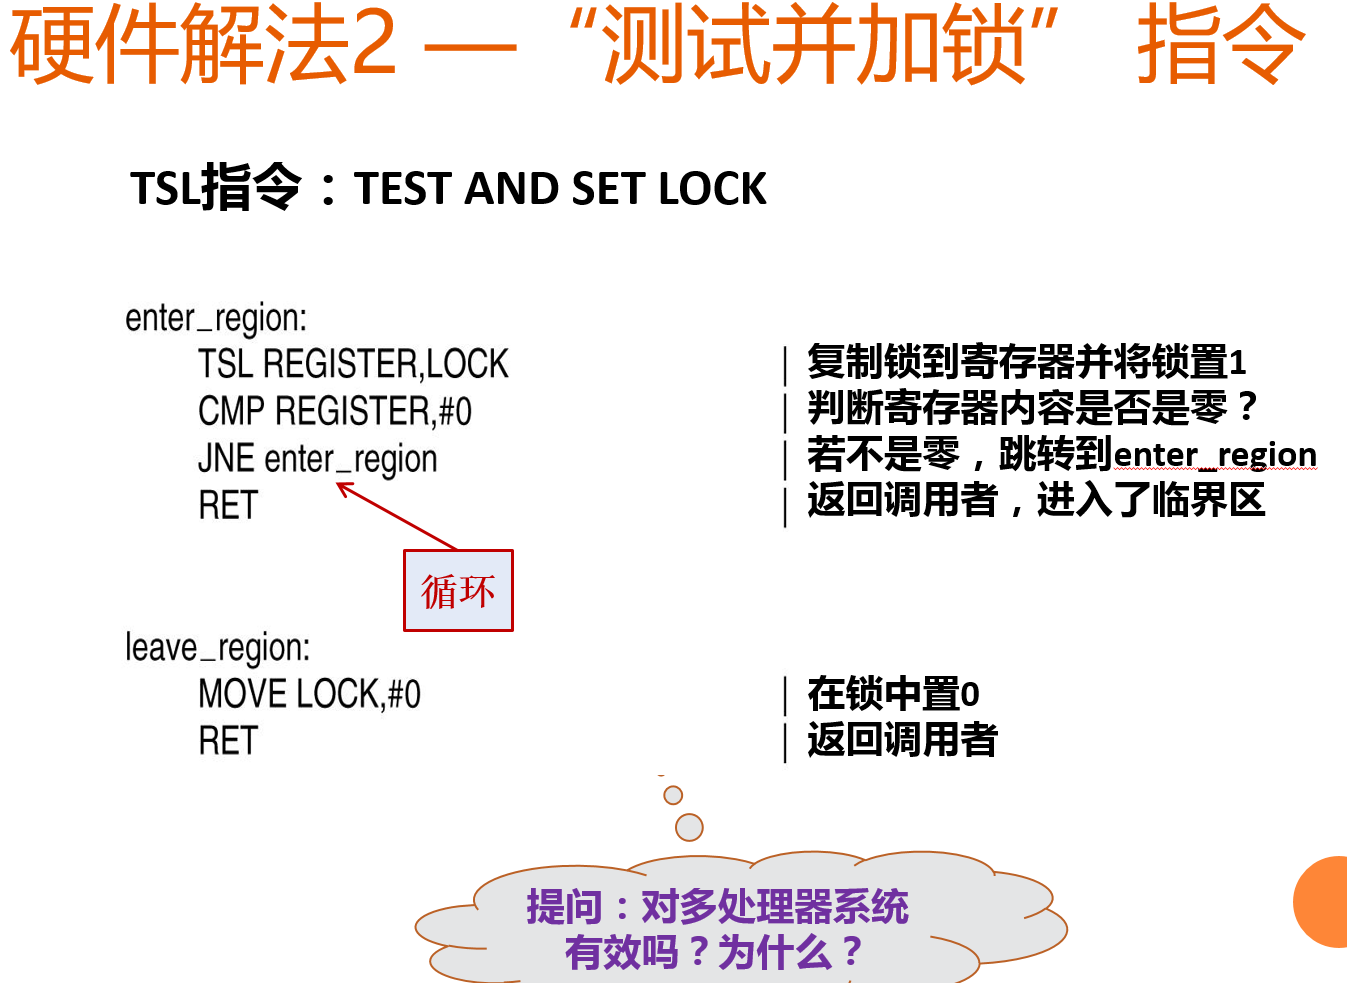 硬件解法2 — “测试并加锁” 指令
TSL指令：TEST AND SET LOCK
enter_region:
TSL REGISTER,LOCK | 复制锁到寄存器并将锁置1
CMP REGISTER,#0 | 判断寄存器内容是否是零？
JNE enter_region | 若不是零，跳转到enter_region
RET | 返回调用者，进入了临界区
循环
leave_region:
MOVE LOCK,#0 | 在锁中置0
RET | 返回调用者
提问：对多处理器系统
有效吗？为什么？